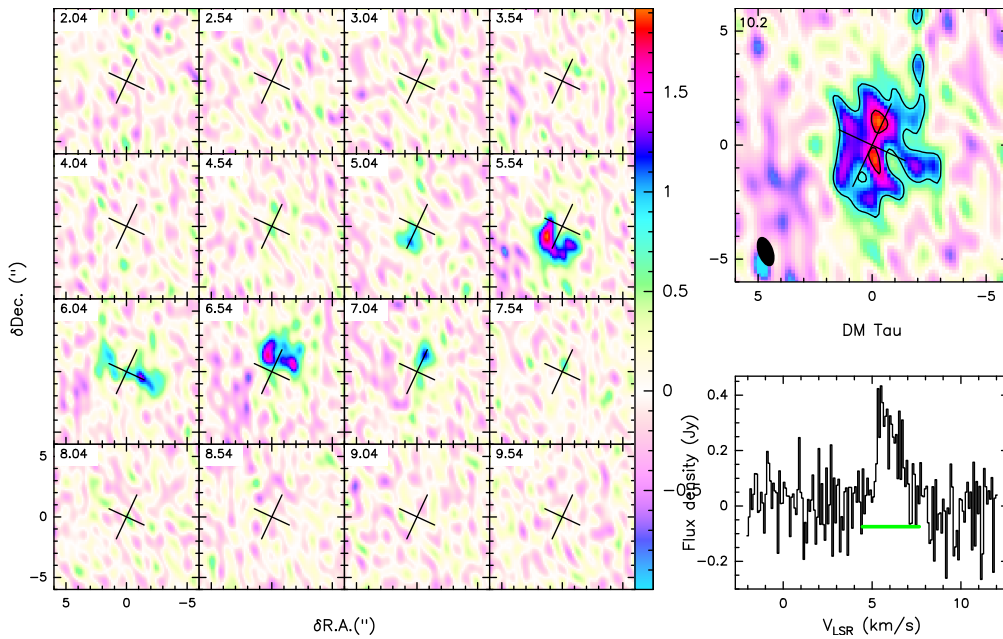 2.04 2.54 3.04 3.54
4.04 4.54 5.04 5.54
6.04 6.54 7.04 7.54
8.04 8.54 9.04 9.54
5
0
−5
5 0 −5
δDec. (")
δR.A.(")
1.5
1
0.5
0
−0.5
10.2
5
0
−5
5 0 −5
DM Tau
0.4
0.2
0
−0.2
0 5 10
Flux density (Jy)
V_LSR (km/s)